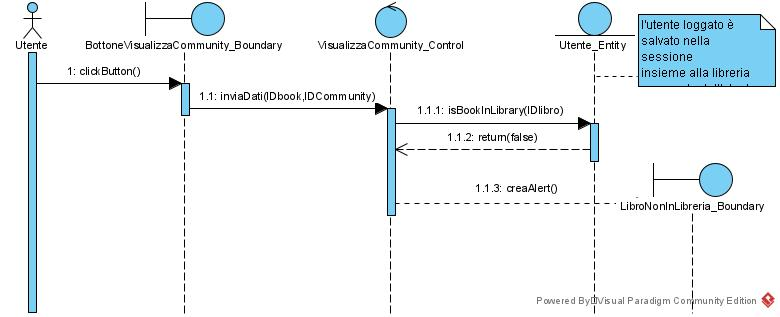 Utente
BottoneVisualizzaCommunity_Boundary
VisualizzaCommunity_Control
Utente_Entity
l'utente loggato è
salvato nella
sessione
insieme alla libreria
1: clickButton()
1.1: inviaDati(IDbook,IDCommunity)
1.1.1: isBookInLibrary(IDlibro)
1.1.2: return(false)
1.1.3: creaAlert()
LibroNonInLibreria_Boundary
Powered By Visual Paradigm Community Edition